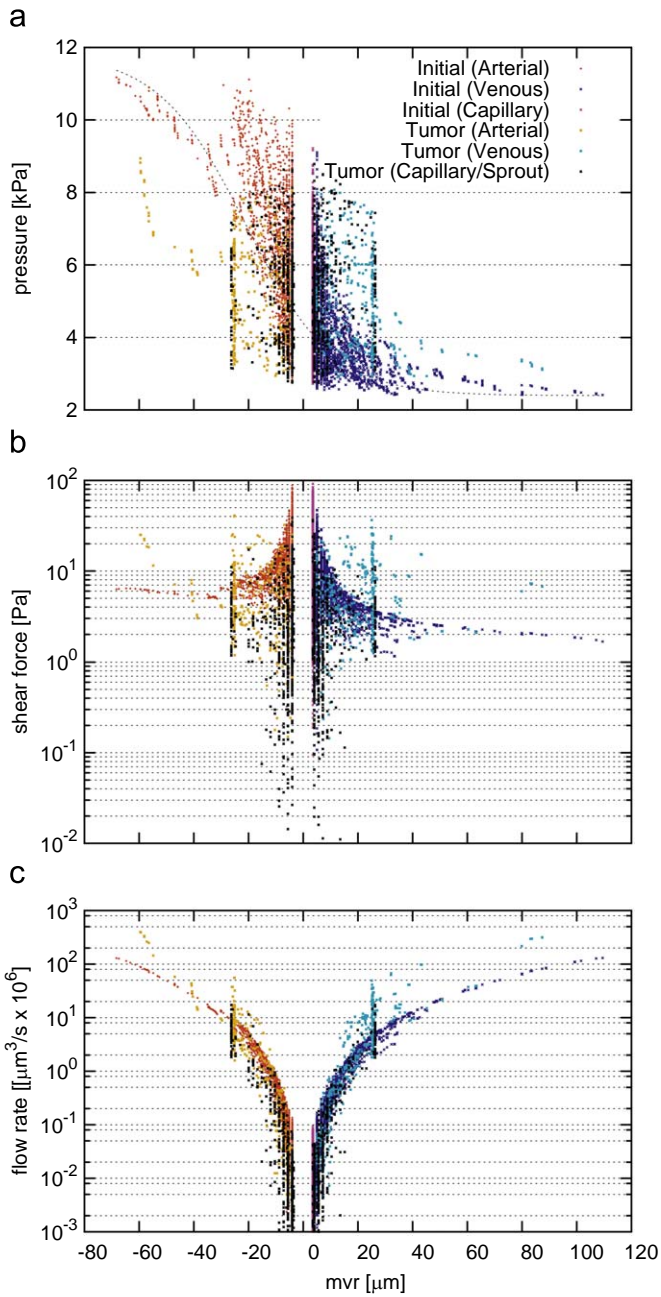 a
12
10
8
6
4
2
pressure [kPa]
Initial (Arterial)
Initial (Venous)
Initial (Capillary)
Tumor (Arterial)
Tumor (Venous)
Tumor (Capillary/Sprout)
b
10^2
10^1
10^0
10^-1
10^-2
shear force [Pa]
c
10^3
10^2
10^1
10^0
10^-1
10^-2
10^-3
flow rate [[μm^3/s x 10^6]
-80 -60 -40 -20 0 20 40 60 80 100 120
mvr [μm]